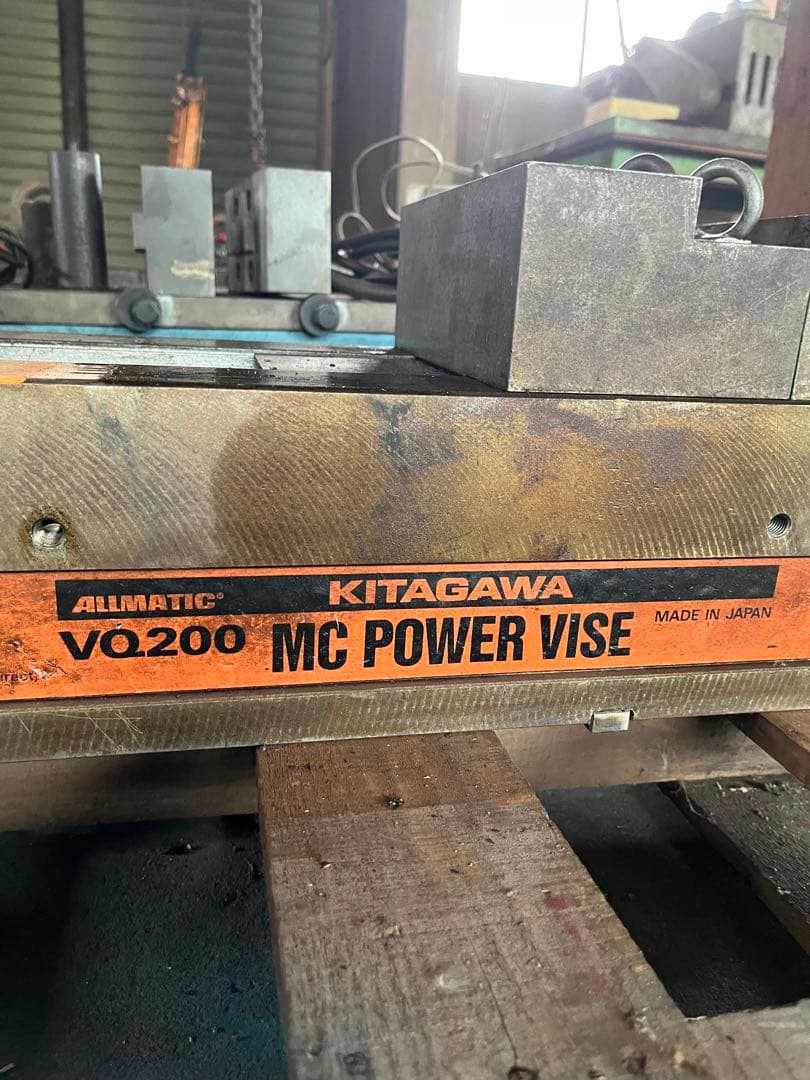 ALLMATIC® KITAGAWA
VQ200 MC POWER VISE MADE IN JAPAN